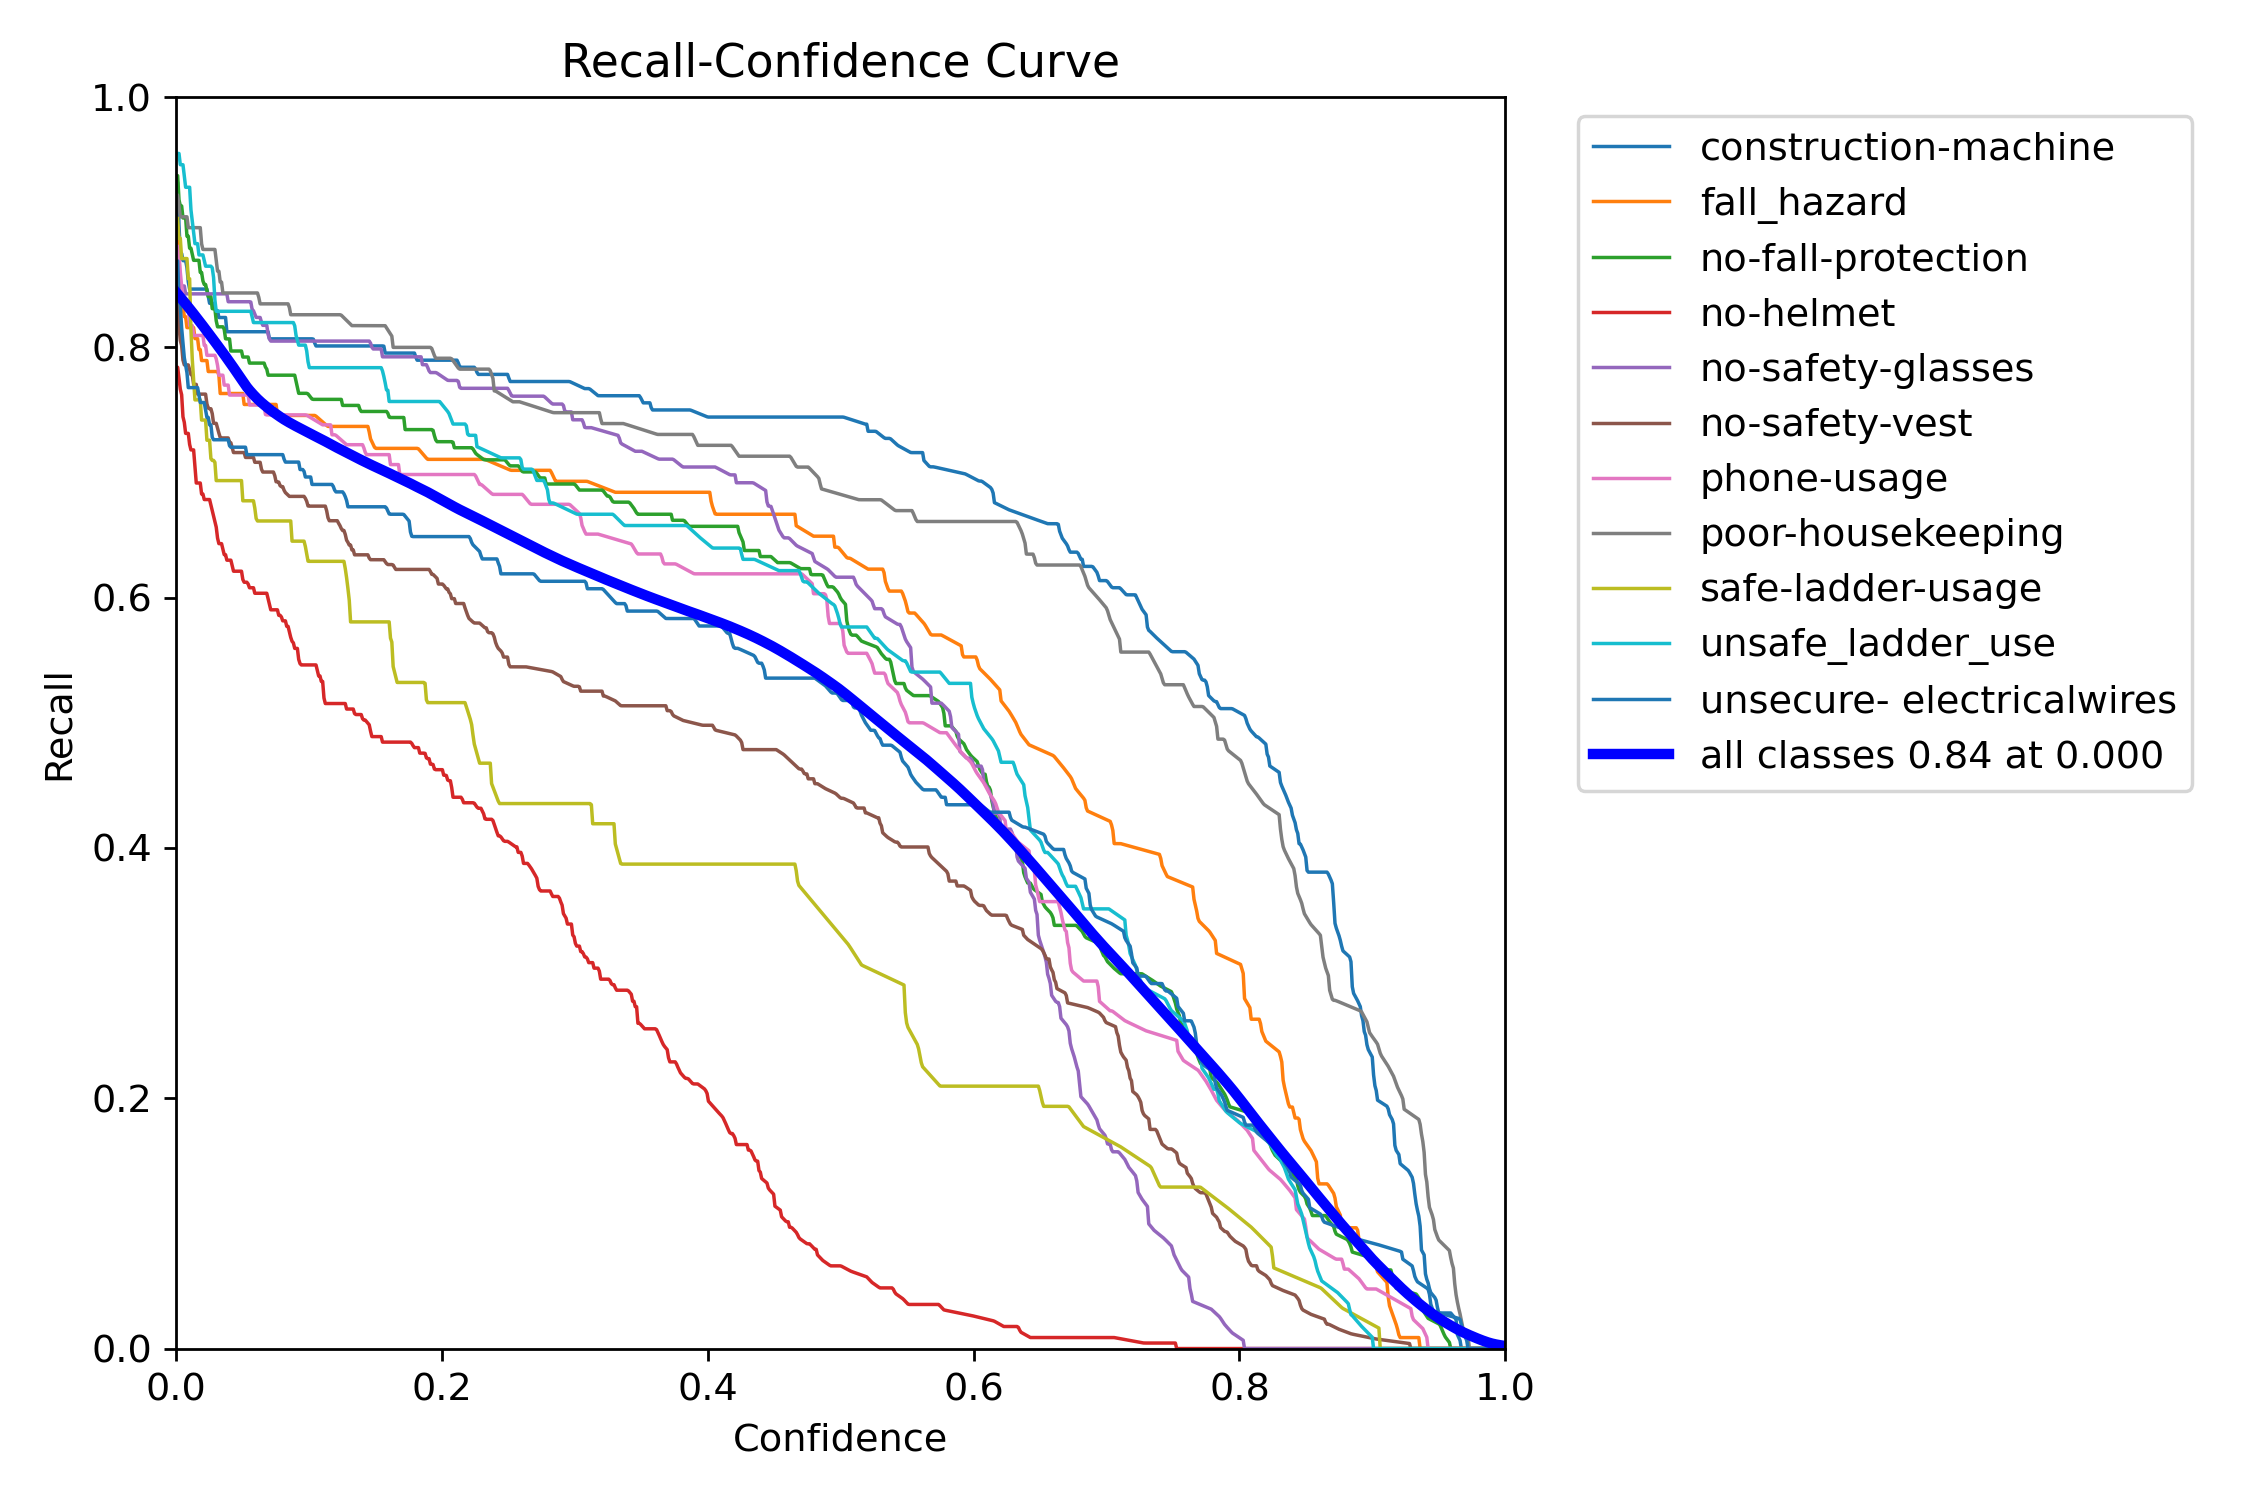 Recall-Confidence Curve
1.0
0.8
0.6
0.4
0.2
0.0
Recall
0.0 0.2 0.4 0.6 0.8 1.0
Confidence
construction-machine
fall_hazard
no-fall-protection
no-helmet
no-safety-glasses
no-safety-vest
phone-usage
poor-housekeeping
safe-ladder-usage
unsafe_ladder_use
unsecure- electricalwires
all classes 0.84 at 0.000